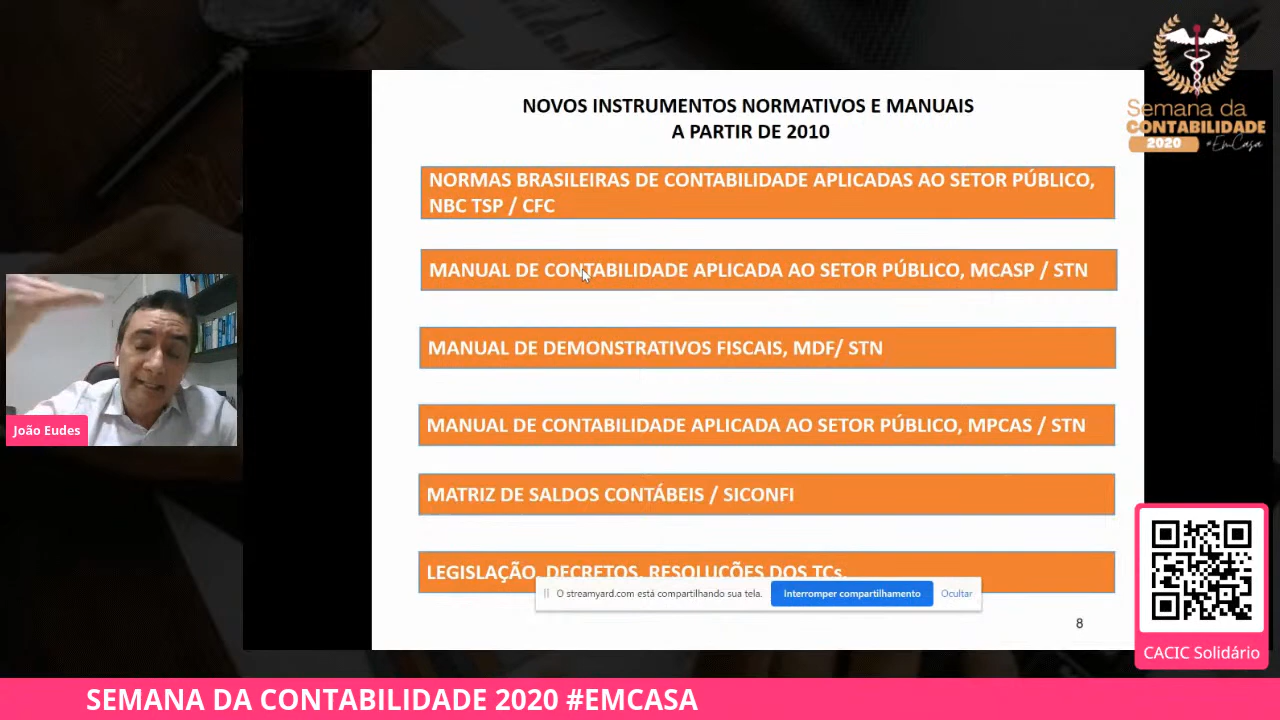 Semana da
CONTABILIDADE
2020 #EmCasa
NOVOS INSTRUMENTOS NORMATIVOS E MANUAIS
A PARTIR DE 2010
NORMAS BRASILEIRAS DE CONTABILIDADE APLICADAS AO SETOR PÚBLICO,
NBC TSP / CFC
MANUAL DE CONTABILIDADE APLICADA AO SETOR PÚBLICO, MCASP / STN
MANUAL DE DEMONSTRATIVOS FISCAIS, MDF/ STN
MANUAL DE CONTABILIDADE APLICADA AO SETOR PÚBLICO, MPCAS / STN
MATRIZ DE SALDOS CONTÁBEIS / SICONFI
LEGISLAÇÃO, DECRETOS, RESOLUÇÕES DOS TCs.
O streamyard.com está compartilhando sua tela.
Interromper compartilhamento
Ocultar
8
João Eudes
CACIC Solidário
SEMANA DA CONTABILIDADE 2020 #EMCASA